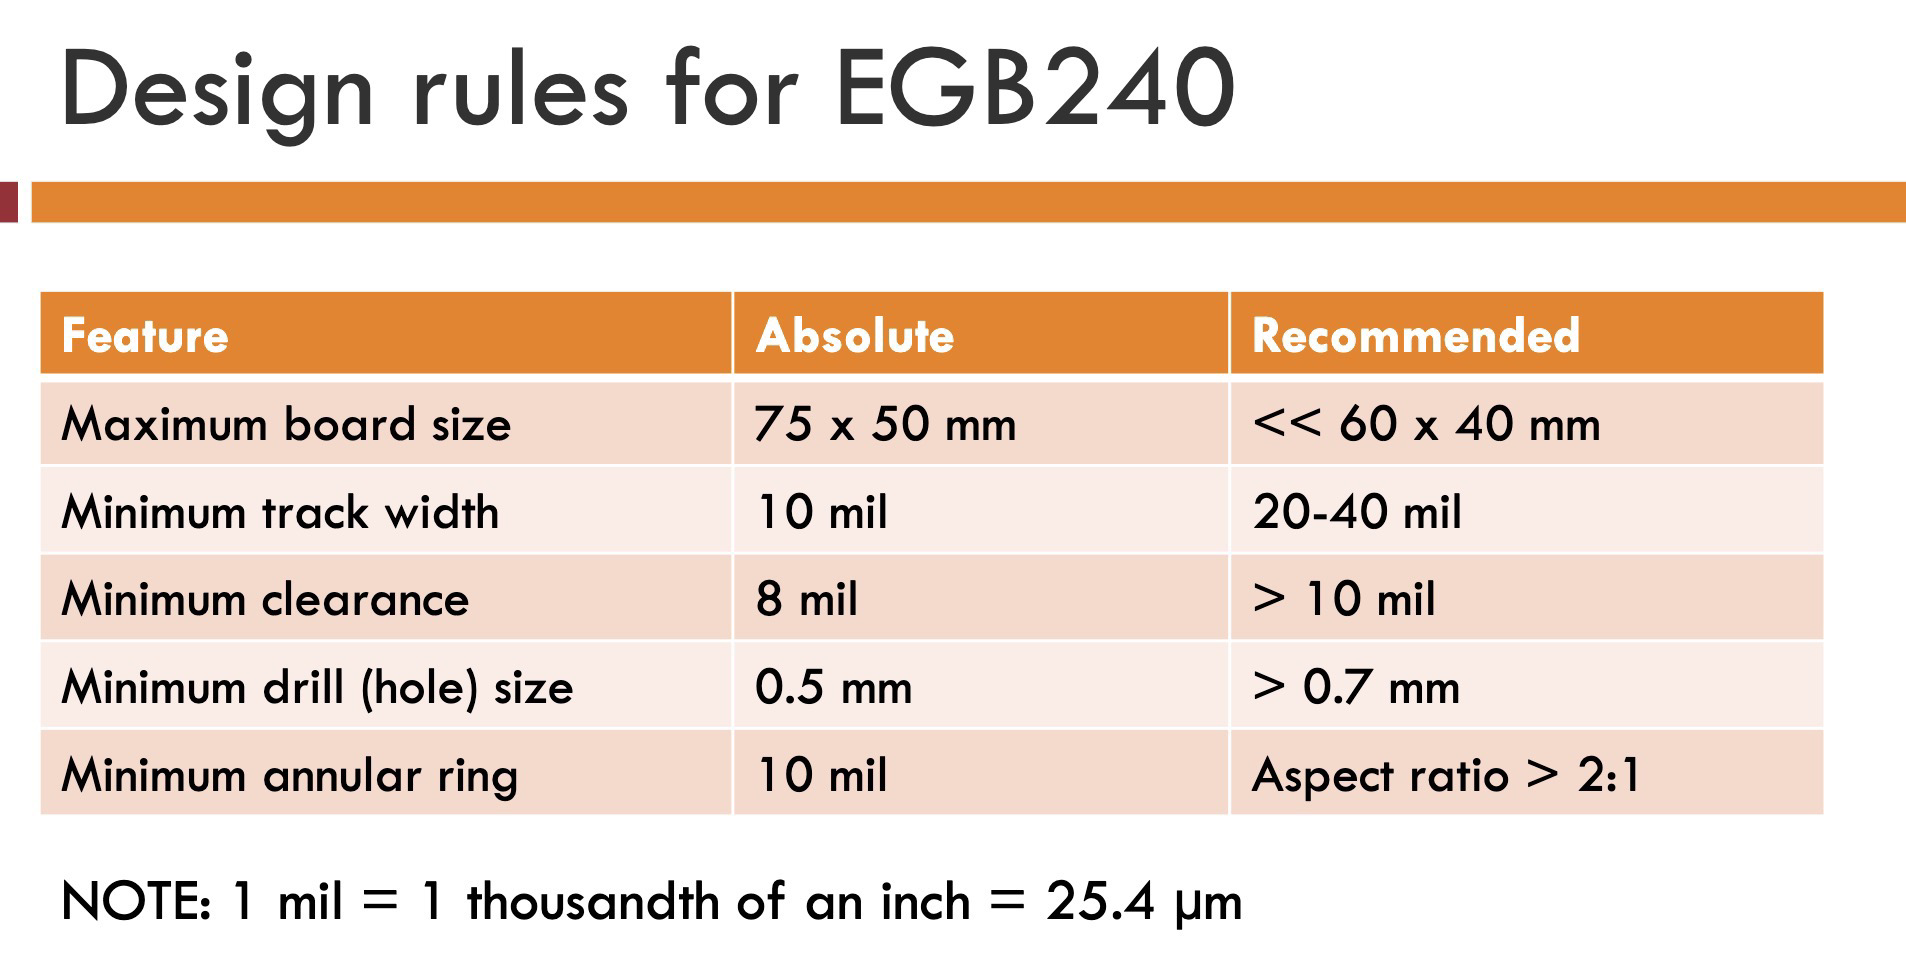 Design rules for EGB240
Feature Absolute Recommended
Maximum board size 75 x 50 mm << 60 x 40 mm
Minimum track width 10 mil 20-40 mil
Minimum clearance 8 mil > 10 mil
Minimum drill (hole) size 0.5 mm > 0.7 mm
Minimum annular ring 10 mil Aspect ratio > 2:1
NOTE: 1 mil = 1 thousandth of an inch = 25.4 µm